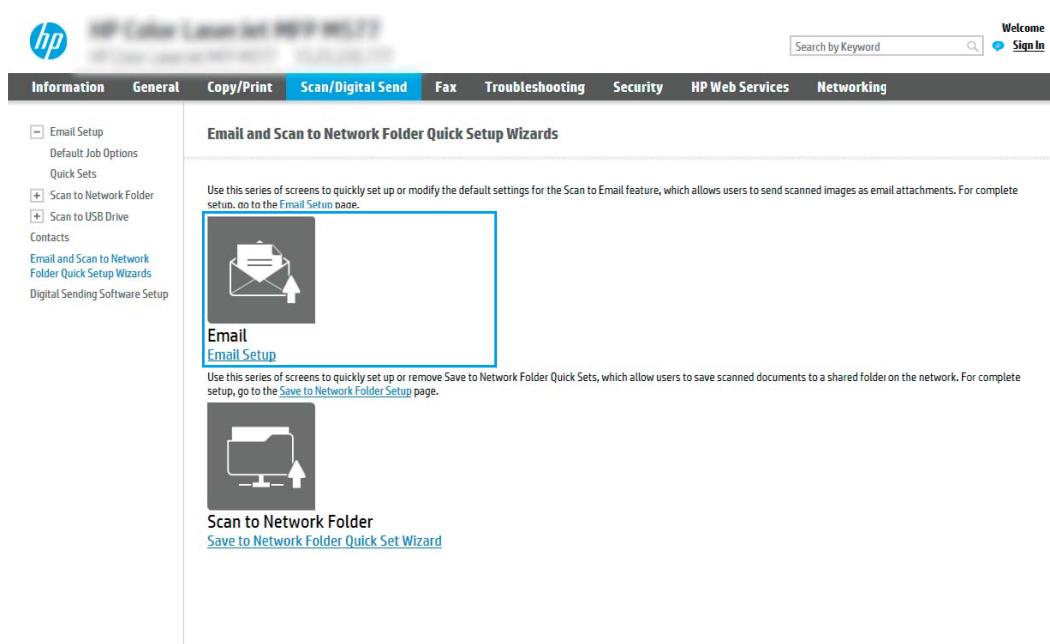 hp
Welcome
Search by Keyword
Sign In
Information General Copy/Print Scan/Digital Send Fax Troubleshooting Security HP Web Services Networking
Email Setup
Default Job Options
Quick Sets
Scan to Network Folder
Scan to USB Drive
Contacts
Email and Scan to Network
Folder Quick Setup Wizards
Digital Sending Software Setup
Email and Scan to Network Folder Quick Setup Wizards
Use this series of screens to quickly set up or modify the default settings for the Scan to Email feature, which allows users to send scanned images as email attachments. For complete
setup, go to the Email Setup page.
Email
Email Setup
Use this series of screens to quickly set up or remove Save to Network Folder Quick Sets, which allow users to save scanned documents to a shared folder on the network. For complete
setup, go to the Save to Network Folder Setup page.
Scan to Network Folder
Save to Network Folder Quick Set Wizard